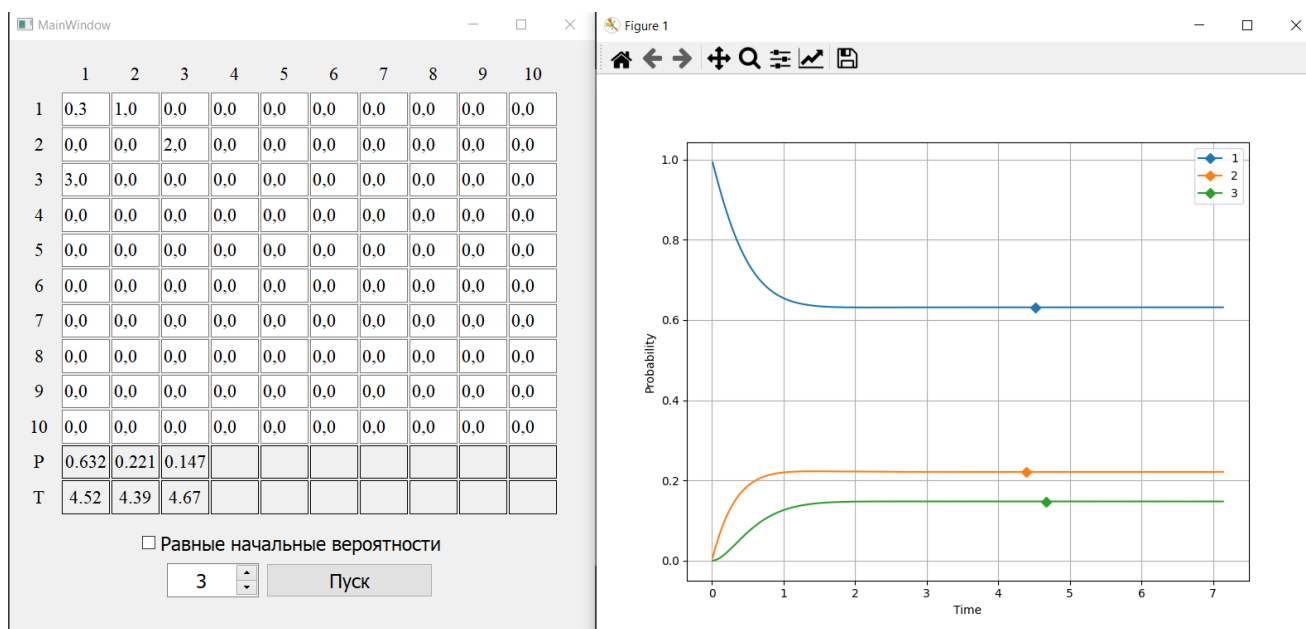 MainWindow
1 2 3 4 5 6 7 8 9 10
1 0,3 1,0 0,0 0,0 0,0 0,0 0,0 0,0 0,0 0,0
2 0,0 0,0 2,0 0,0 0,0 0,0 0,0 0,0 0,0 0,0
3 3,0 0,0 0,0 0,0 0,0 0,0 0,0 0,0 0,0 0,0
4 0,0 0,0 0,0 0,0 0,0 0,0 0,0 0,0 0,0 0,0
5 0,0 0,0 0,0 0,0 0,0 0,0 0,0 0,0 0,0 0,0
6 0,0 0,0 0,0 0,0 0,0 0,0 0,0 0,0 0,0 0,0
7 0,0 0,0 0,0 0,0 0,0 0,0 0,0 0,0 0,0 0,0
8 0,0 0,0 0,0 0,0 0,0 0,0 0,0 0,0 0,0 0,0
9 0,0 0,0 0,0 0,0 0,0 0,0 0,0 0,0 0,0 0,0
10 0,0 0,0 0,0 0,0 0,0 0,0 0,0 0,0 0,0 0,0
P 0.632 0.221 0.147
T 4.52 4.39 4.67
Равные начальные вероятности
3 Пуск
Figure 1
1
2
3
1.0
0.8
0.6
0.4
0.2
0.0
Probability
0 1 2 3 4 5 6 7
Time